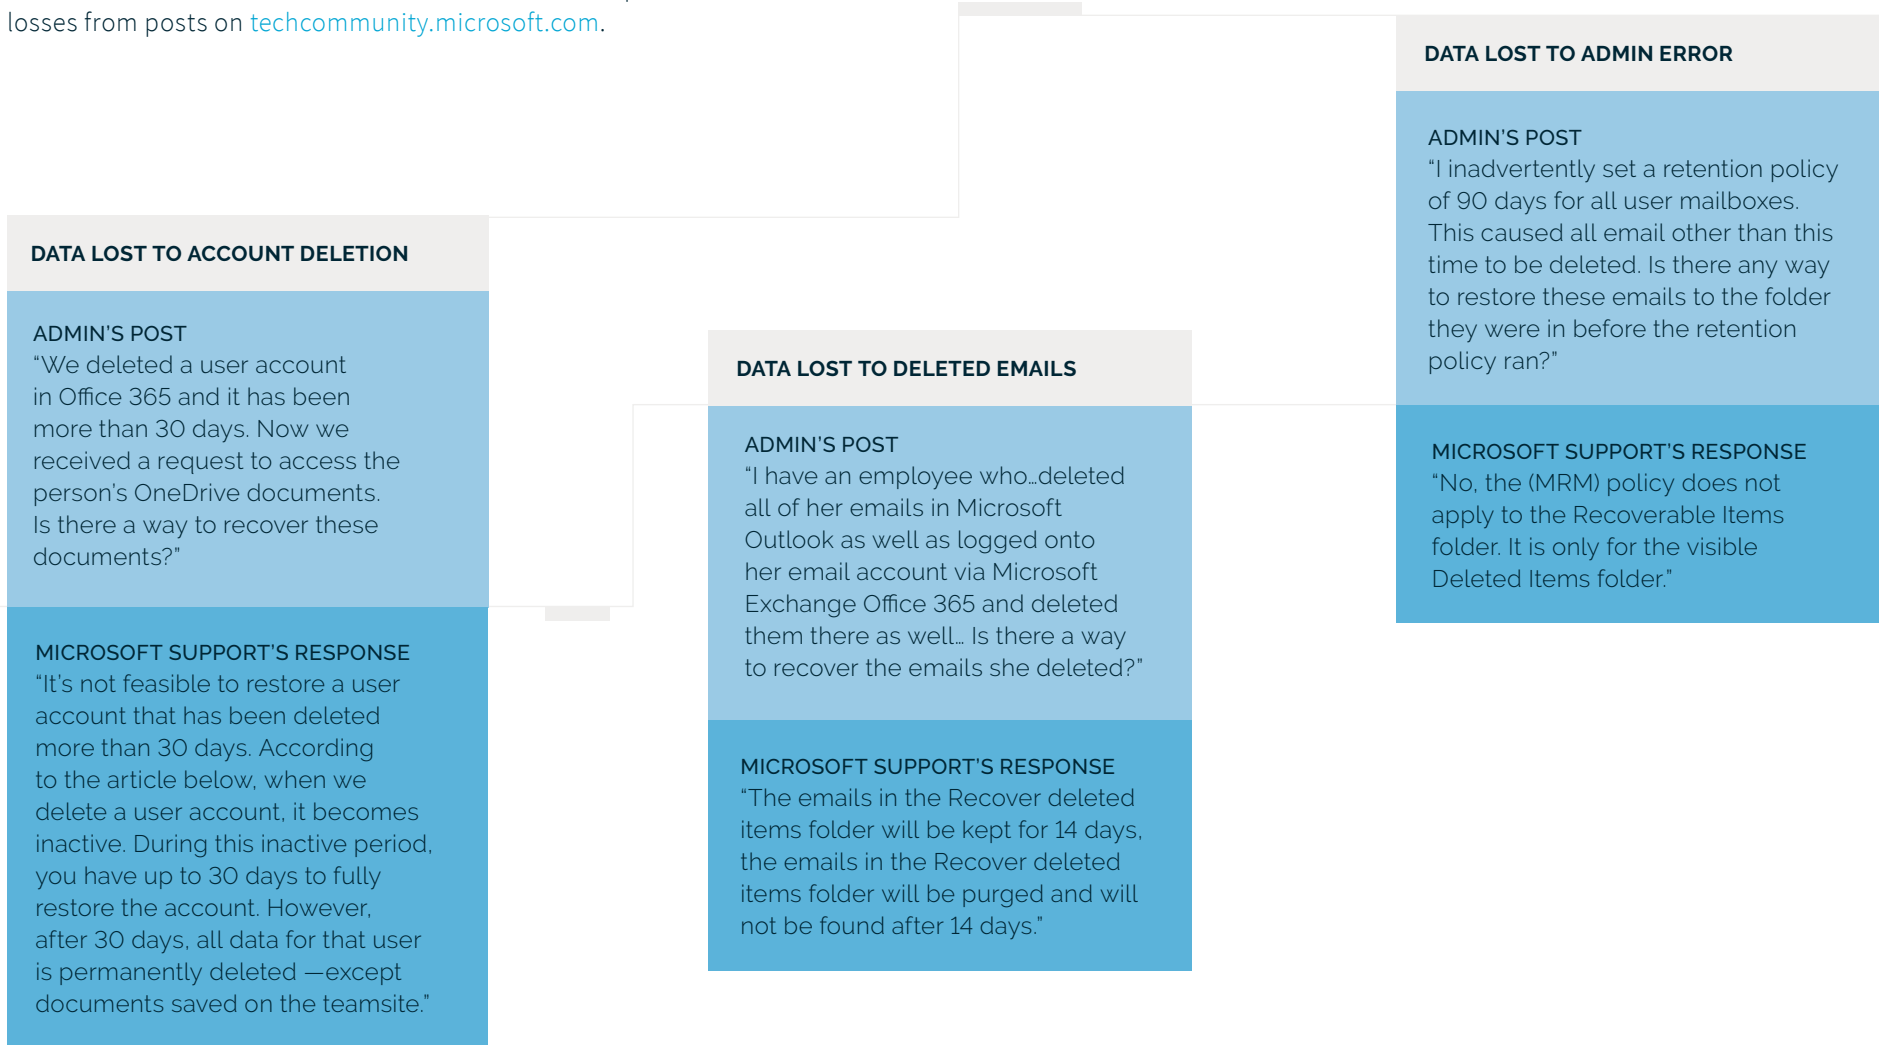 losses from posts on techcommunity.microsoft.com.
DATA LOST TO ACCOUNT DELETION
ADMIN’S POST
“We deleted a user account
in Office 365 and it has been
more than 30 days. Now we
received a request to access the
person’s OneDrive documents.
Is there a way to recover these
documents?”
MICROSOFT SUPPORT’S RESPONSE
“It’s not feasible to restore a user
account that has been deleted
more than 30 days. According
to the article below, when we
delete a user account, it becomes
inactive. During this inactive period,
you have up to 30 days to fully
restore the account. However,
after 30 days, all data for that user
is permanently deleted —except
documents saved on the teamsite.”
DATA LOST TO DELETED EMAILS
ADMIN’S POST
“I have an employee who…deleted
all of her emails in Microsoft
Outlook as well as logged onto
her email account via Microsoft
Exchange Office 365 and deleted
them there as well… Is there a way
to recover the emails she deleted?”
MICROSOFT SUPPORT’S RESPONSE
“The emails in the Recover deleted
items folder will be kept for 14 days,
the emails in the Recover deleted
items folder will be purged and will
not be found after 14 days.”
DATA LOST TO ADMIN ERROR
ADMIN’S POST
“I inadvertently set a retention policy
of 90 days for all user mailboxes.
This caused all email other than this
time to be deleted. Is there any way
to restore these emails to the folder
they were in before the retention
policy ran?”
MICROSOFT SUPPORT’S RESPONSE
“No, the (MRM) policy does not
apply to the Recoverable Items
folder. It is only for the visible
Deleted Items folder.”